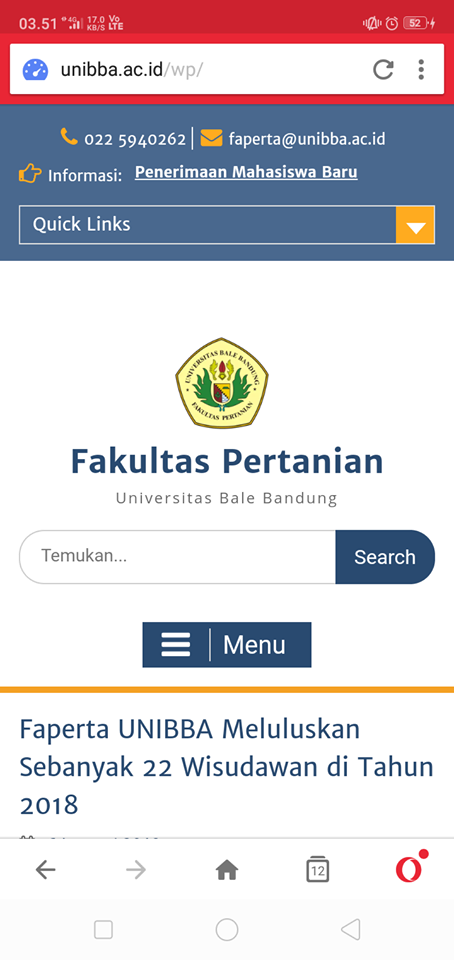 03.51 4G 17.0 KB/S Vo LTE 52
unibba.ac.id/wp/
022 5940262 faperta@unibba.ac.id
Informasi: Penerimaan Mahasiswa Baru
Quick Links
UNIVERSITAS BALE BANDUNG
FAKULTAS PERTANIAN
Fakultas Pertanian
Universitas Bale Bandung
Temukan... Search
Menu
Faperta UNIBBA Meluluskan
Sebanyak 22 Wisudawan di Tahun
2018
12